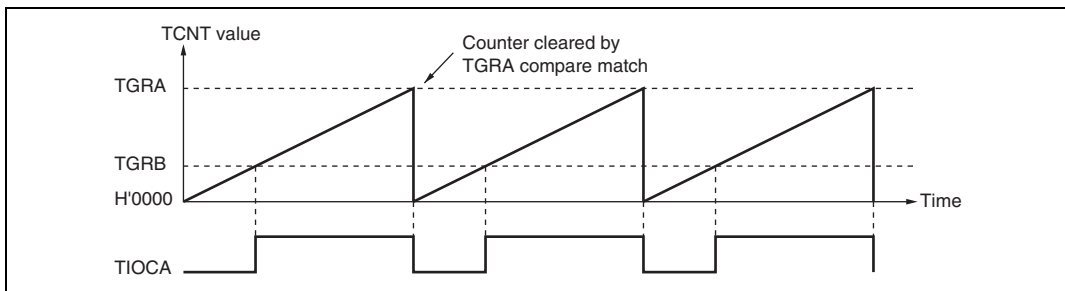 TCNT value
Counter cleared by
TGRA compare match
TGRA
TGRB
H'0000
Time
TIOCA